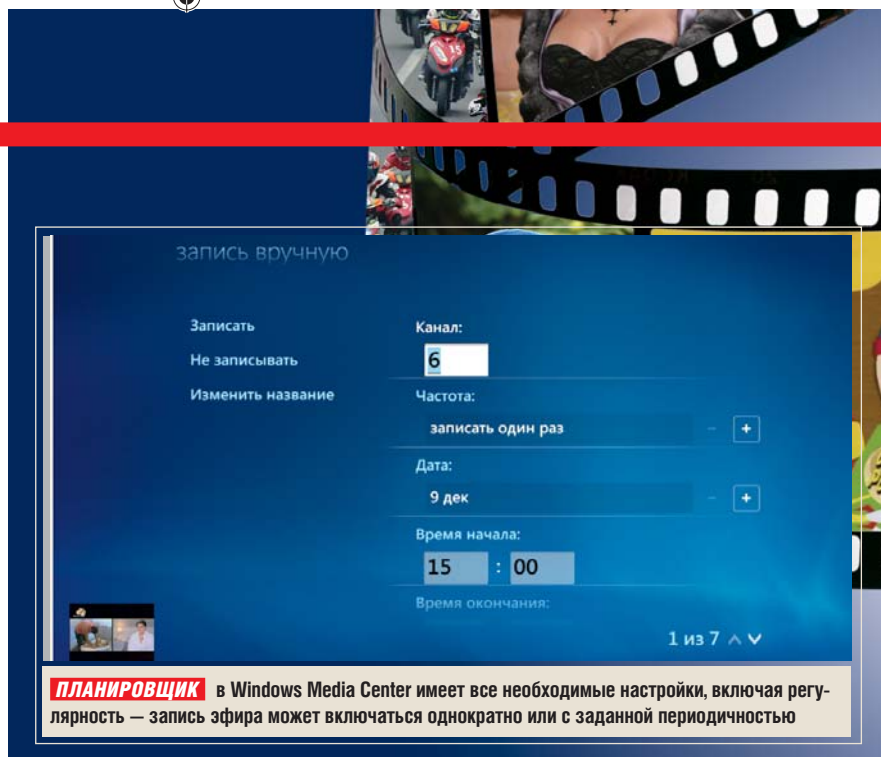 запись вручную
Записать
Не записывать
Изменить название
Канал:
6
Частота:
записать один раз
Дата:
9 дек
Время начала:
15 : 00
Время окончания:
1 из 7
ПЛАНИРОВЩИК в Windows Media Center имеет все необходимые настройки, включая регу-
лярность — запись эфира может включаться однократно или с заданной периодичностью